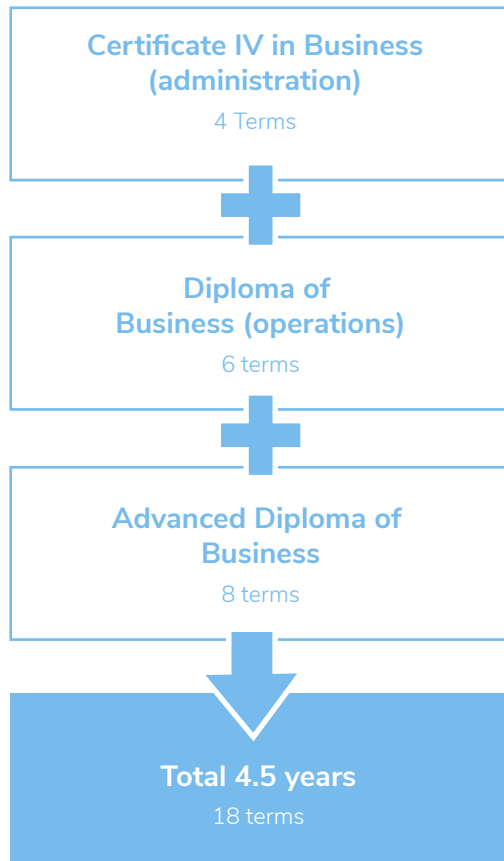 Certificate IV in Business
(administration)
4 Terms
Diploma of
Business (operations)
6 terms
Advanced Diploma of
Business
8 terms
Total 4.5 years
18 terms